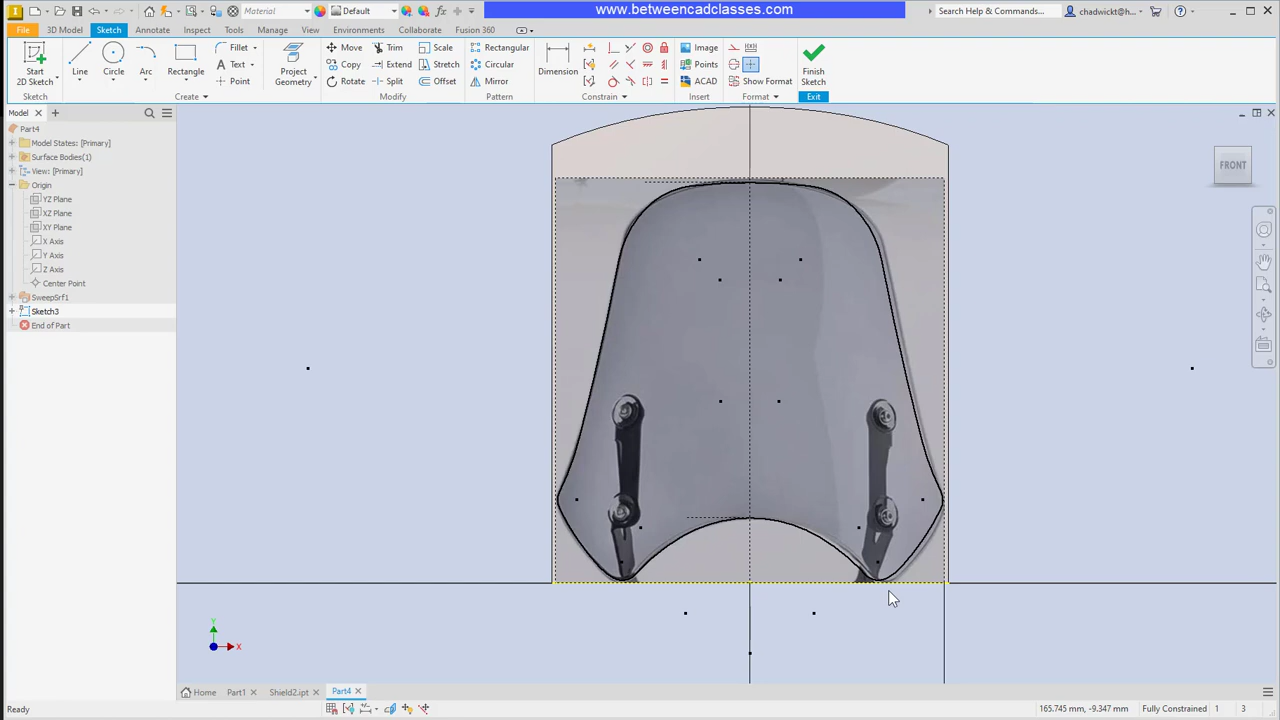 www.betweencadclasses.com
Material Default Search Help & Commands... chadwickt@h...
File 3D Model Sketch Annotate Inspect Tools Manage View Environments Collaborate Fusion 360
Fillet Move Trim Scale Rectangular Image
Start 2D Sketch Line Circle Arc Rectangle Text Project Geometry Copy Extend Stretch Circular Dimension Points Finish Sketch
Point Rotate Split Offset Mirror ACAD Show Format
Sketch Create Modify Pattern Constrain Insert Format Exit
Model
Part4
Model States: [Primary]
Surface Bodies(1)
View: [Primary]
Origin
YZ Plane
XZ Plane
XY Plane
X Axis
Y Axis
Z Axis
Center Point
SweepSrf1
Sketch3
End of Part
FRONT
Y
X
Home Part1 Shield2.ipt Part4
Ready 165.745 mm, -9.347 mm Fully Constrained 1 3